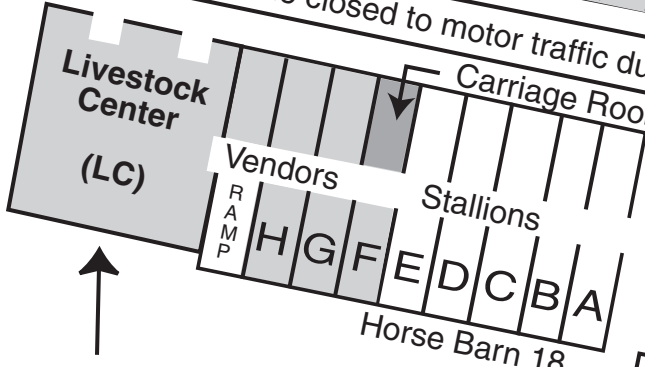 closed to motor traffic du
Carriage Roo
Livestock
Center
(LC)
Vendors
Stallions
RAMP
H G F E D C B A
Horse Barn 18